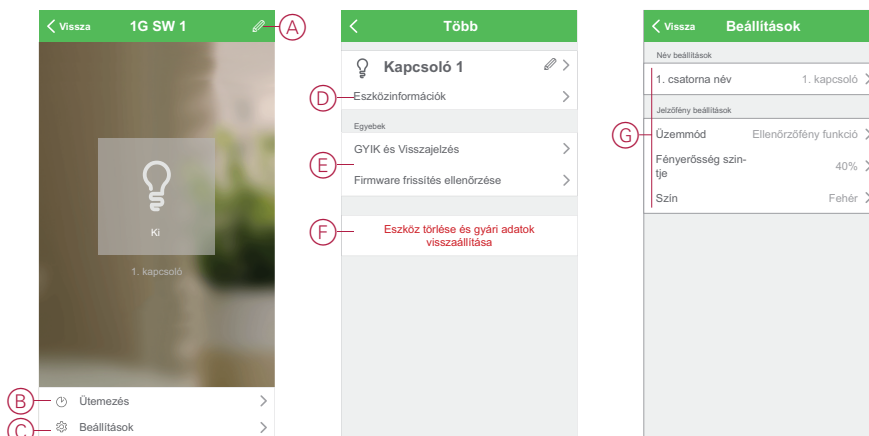 Vissa
1G SW 1
A
Ki
1. kapcsoló
B
Ütemezés
C
Beállítások
Több
Kapcsoló 1
D
Eszközinformációk
Egyebek
E
GYIK és Visszajelzés
Firmware frissítés ellenőrzése
F
Eszköz törlése és gyári adatok
visszaállítása
Vissza
Beállítások
Név beállítások
1. csatorna név
1. kapcsoló
Jelzőfény beállítások
G
Üzemmód
Ellenőrzőfény funkció
Fényerősség szin-
tje
40%
Szín
Fehér